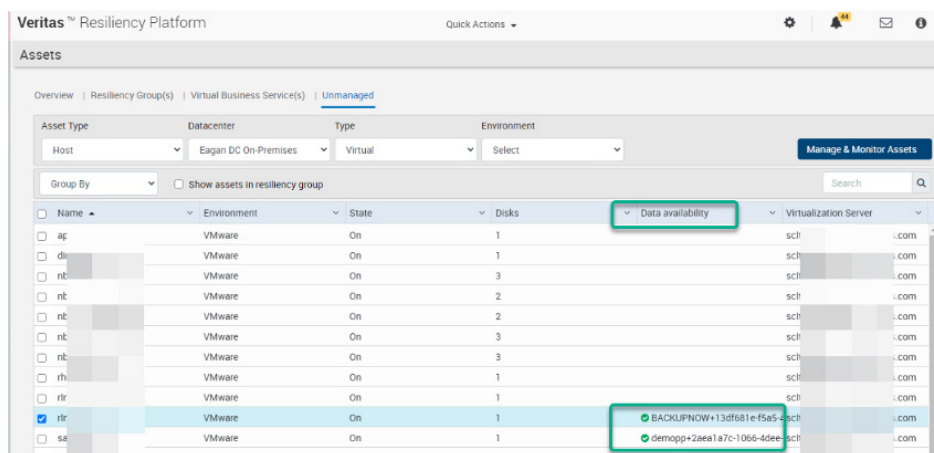 Veritas ™ Resiliency Platform Quick Actions 44
Assets
Overview | Resiliency Group(s) | Virtual Business Service(s) | Unmanaged
Asset Type Datacenter Type Environment
Host Eagan DC On-Premises Virtual Select Manage & Monitor Assets
Group By Show assets in resiliency group Search
Name Environment State Disks Data availability Virtualization Server
VMware On 1 .com
VMware On 1 .com
VMware On 3 .com
VMware On 2 .com
VMware On 2 .com
VMware On 3 .com
VMware On 3 .com
VMware On 1 .com
VMware On 1 .com
VMware On 1 BACKUPNOW+13df681e-f5a5- .com
VMware On 1 demopp+2aea1a7c-1066-4dee- .com